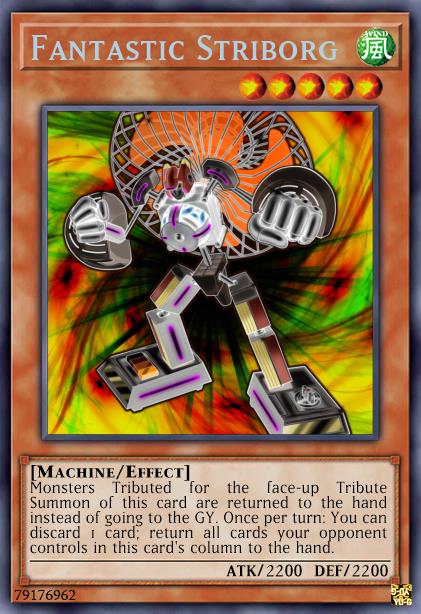 FANTASTIC STRIBORG
WIND
風
[MACHINE/EFFECT]
Monsters Tributed for the face-up Tribute
Summon of this card are returned to the hand
instead of going to the GY. Once per turn: You can
discard 1 card; return all cards your opponent
controls in this card's column to the hand.
ATK/2200 DEF/2200
79176962